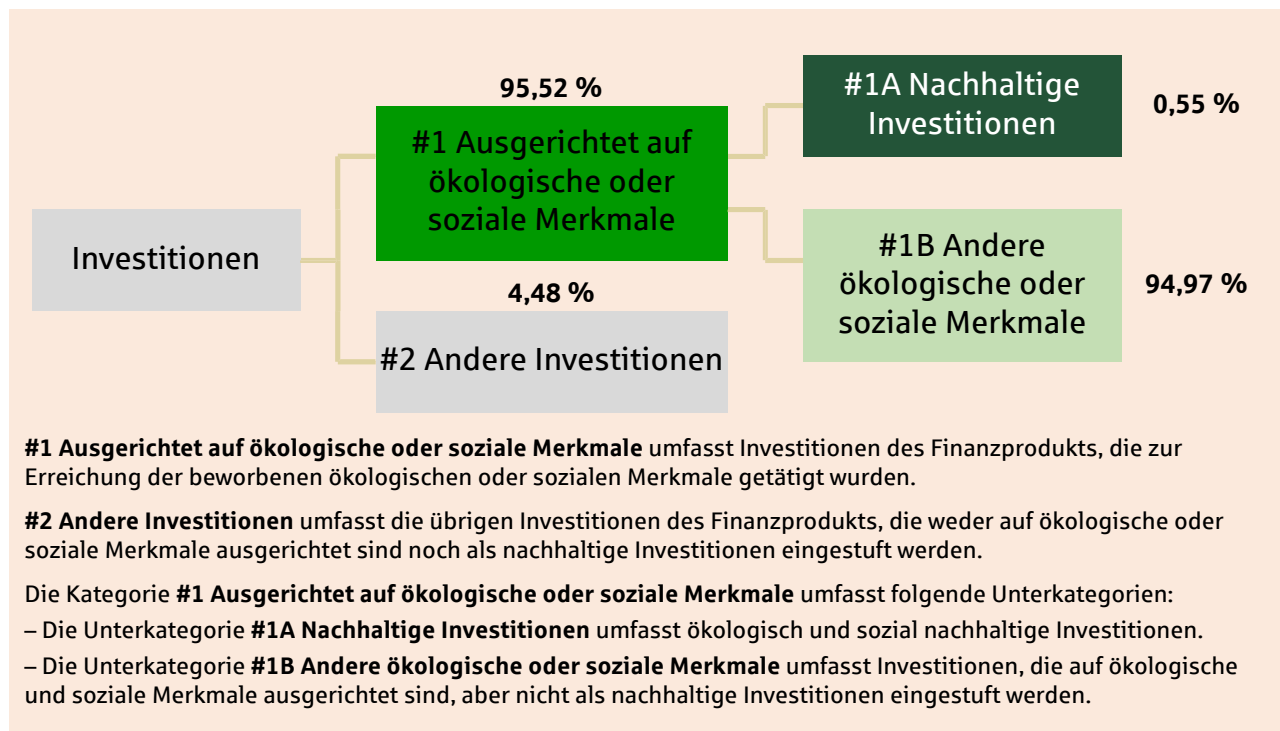 95,52 %
#1 Ausgerichtet auf
ökologische oder
soziale Merkmale
#1A Nachhaltige
Investitionen
0,55 %
Investitionen
#1B Andere
ökologische oder
soziale Merkmale
94,97 %
4,48 %
#2 Andere Investitionen
#1 Ausgerichtet auf ökologische oder soziale Merkmale umfasst Investitionen des Finanzprodukts, die zur
Erreichung der beworbenen ökologischen oder sozialen Merkmale getätigt wurden.
#2 Andere Investitionen umfasst die übrigen Investitionen des Finanzprodukts, die weder auf ökologische oder
soziale Merkmale ausgerichtet sind noch als nachhaltige Investitionen eingestuft werden.
Die Kategorie #1 Ausgerichtet auf ökologische oder soziale Merkmale umfasst folgende Unterkategorien:
– Die Unterkategorie #1A Nachhaltige Investitionen umfasst ökologisch und sozial nachhaltige Investitionen.
– Die Unterkategorie #1B Andere ökologische oder soziale Merkmale umfasst Investitionen, die auf ökologische
und soziale Merkmale ausgerichtet sind, aber nicht als nachhaltige Investitionen eingestuft werden.